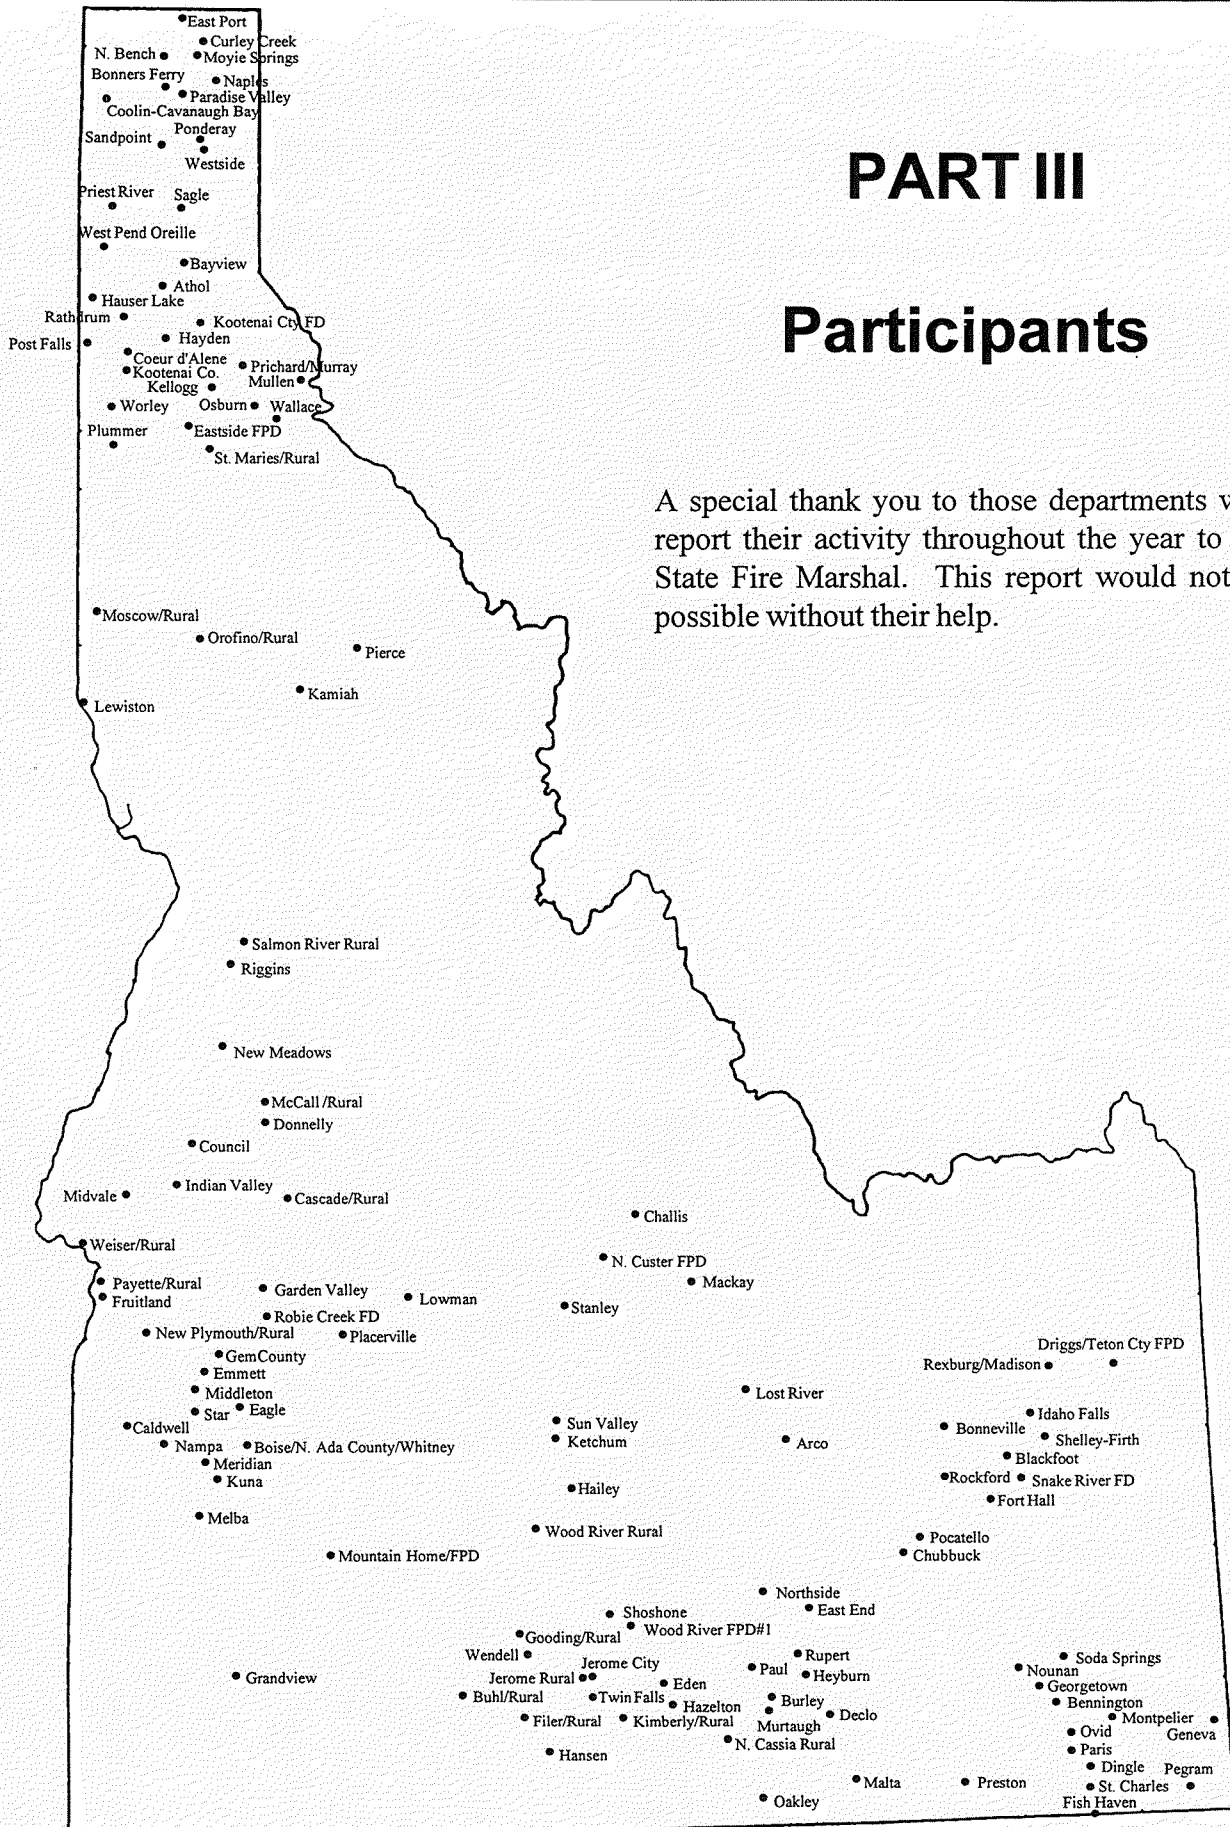 East Port
Curley Creek
N. Bench
Moyie Springs
Bonners Ferry
Naples
Paradise Valley
Coolin-Cavanaugh Bay
Ponderay
Sandpoint
Westside
PART III
Priest River
Sagle
West Pend Oreille
Bayview
Athol
Hauser Lake
Rathdrum
Kootenai Cty FD
Participants
Post Falls
Hayden
Coeur d'Alene
Prichard/Murray
Kootenai Co.
Mullen
Kellogg
Worley
Osburn
Wallace
Plummer
Eastside FPD
St. Maries/Rural
A special thank you to those departments
report their activity throughout the year to
State Fire Marshal. This report would not
possible without their help.
Moscow/Rural
Orofino/Rural
Pierce
Kamiah
Lewiston
Salmon River Rural
Riggins
New Meadows
McCall /Rural
Donnelly
Council
Indian Valley
Midvale
Cascade/Rural
Challis
Weiser/Rural
N. Custer FPD
Payette/Rural
Mackay
Garden Valley
Fruitland
Lowman
Stanley
Robie Creek FD
New Plymouth/Rural
Placerville
Driggs/Teton Cty FPD
GemCounty
Rexburg/Madison
Emmett
Middleton
Lost River
Star
Eagle
Idaho Falls
Caldwell
Sun Valley
Bonneville
Nampa
Boise/N. Ada County/Whitney
Ketchum
Arco
Shelley-Firth
Meridian
Blackfoot
Kuna
Rockford
Snake River FD
Hailey
Fort Hall
Melba
Wood River Rural
Pocatello
Mountain Home/FPD
Chubbuck
Northside
Shoshone
East End
Wood River FPD#1
Gooding/Rural
Wendell
Rupert
Soda Springs
Jerome City
Paul
Nounan
Grandview
Jerome Rural
Heyburn
Eden
Georgetown
Buhl/Rural
Twin Falls
Hazelton
Burley
Bennington
Filer/Rural
Kimberly/Rural
Murtaugh
Declo
Montpelier
Geneva
Ovid
N. Cassia Rural
Hansen
Paris
Dingle
Pegram
Malta
Preston
St. Charles
Oakley
Fish Haven